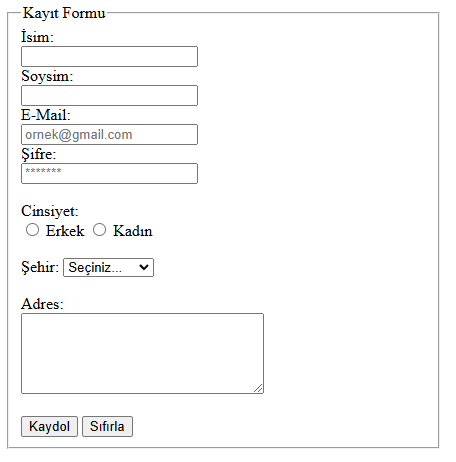 Kayıt Formu
İsim:
Soysim:
E-Mail:
ornek@gmail.com
Şifre:
*******
Cinsiyet:
Erkek Kadın
Şehir: Seçiniz...
Adres:
Kaydol Sıfırla